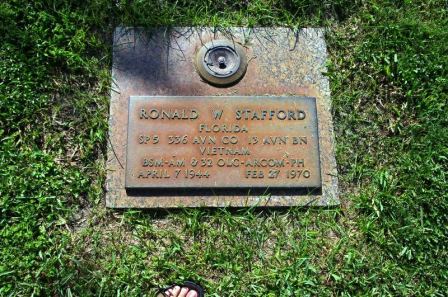 RONALD W STAFFORD
FLORIDA
SP5 336 AVN CO 13 AVN BN
VIETNAM
BSM-AM & 32 OLC-ARCOM-PH
APRIL 7 1944 FEB 27 1970